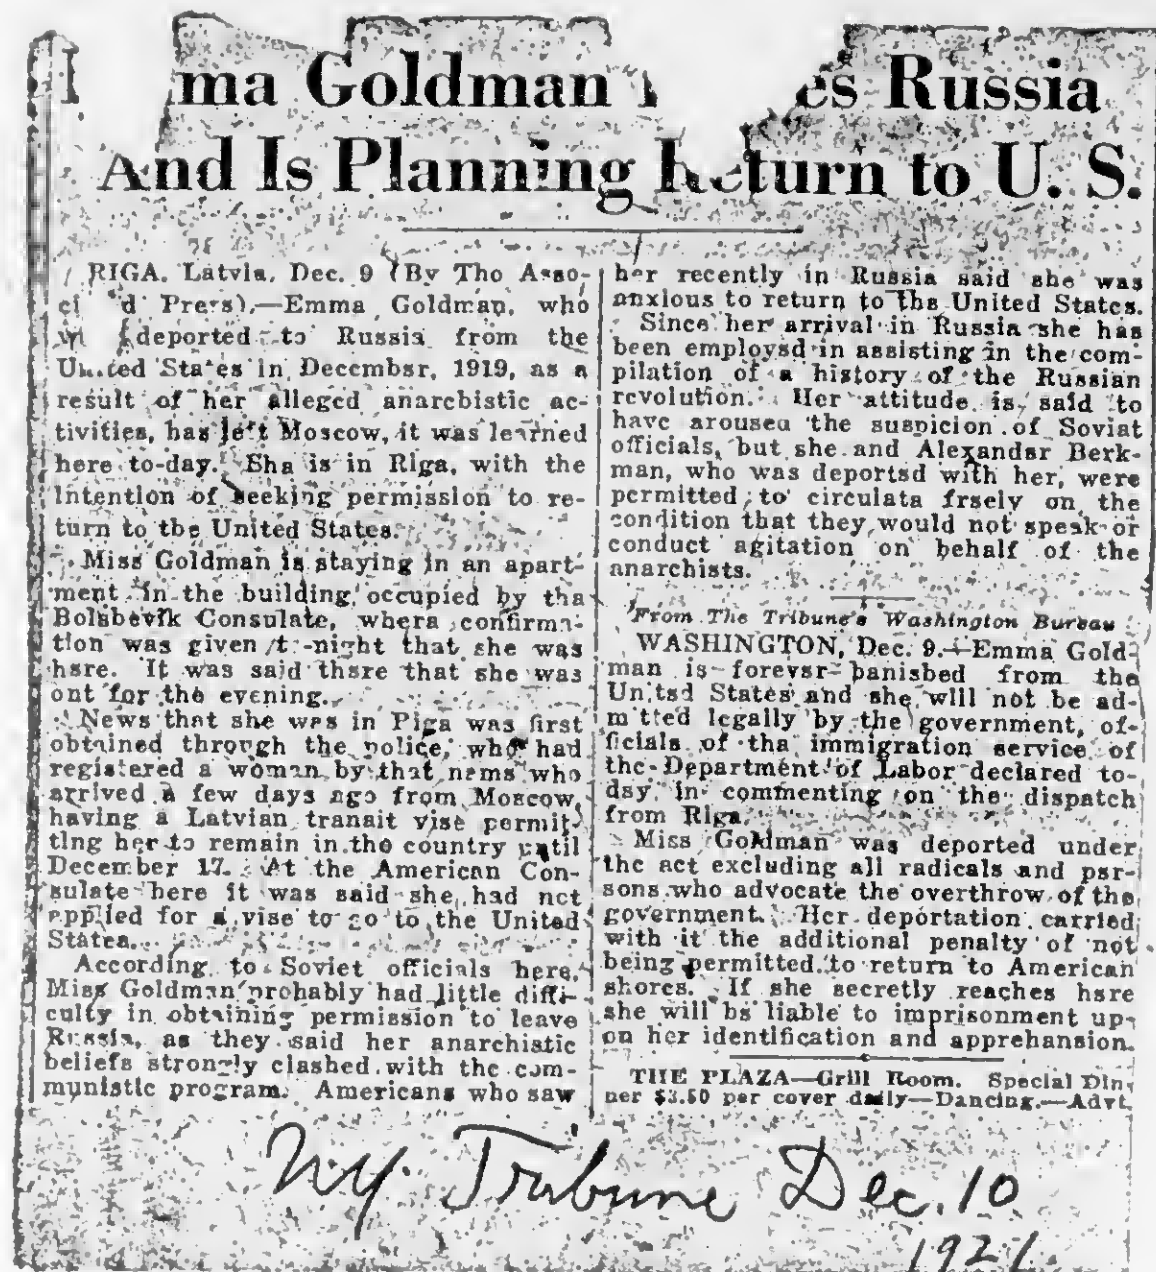 Goldman Russia
And Is Planning Return to U. S.
RIGA, Latvia, Dec. 9 (By The Asso-
Press).—Emma Goldman, who
deported to Russia from the
United States in December, 1919, as a
result of her alleged anarchistic ac-
tivities, has left Moscow, it was learned
here to-day. She is in Riga, with the
intention of seeking permission to re-
turn to the United States.
Miss Goldman is staying in an apart-
ment in the building occupied by the
Bolshevik Consulate, where confirma-
tion was given to-night that she was
here. It was said there that she was
out for the evening.
News that she was in Riga was first
obtained through the police, who had
registered a woman by that name who
arrived a few days ago from Moscow,
having a Latvian transit visé permit-
ting her to remain in the country until
December 17. At the American Con-
sulate here it was said she had not
applied for a vise to go to the United
States.
According to Soviet officials here,
Miss Goldman probably had little diffi-
culty in obtaining permission to leave
Russia, as they said her anarchistic
beliefs strongly clashed with the com-
munistic program. Americans who saw
her recently in Russia said she was
anxious to return to the United States.
Since her arrival in Russia she has
been employed in assisting in the com-
pilation of a history of the Russian
revolution. Her attitude is said to
have aroused the suspicion of Soviet
officials, but she and Alexander Berk-
man, who was deported with her, were
permitted to circulate freely on the
condition that they would not speak or
conduct agitation on behalf of the
anarchists.
From The Tribune's Washington Bureau
WASHINGTON, Dec. 9.—Emma Gold-
man is forever banished from the
United States and she will not be ad-
mitted legally by the government, of-
ficials of the immigration service of
the Department of Labor declared to-
day in commenting on the dispatch
from Riga.
Miss Goldman was deported under
the act excluding all radicals and per-
sons who advocate the overthrow of the
government. Her deportation carried
with it the additional penalty of not
being permitted to return to American
shores. If she secretly reaches here
she will be liable to imprisonment up-
on her identification and apprehension.
THE PLAZA—Grill Room. Special Din-
ner $3.50 per cover daily—Dancing.—Advt.
NY. Tribune Dec. 10
1921